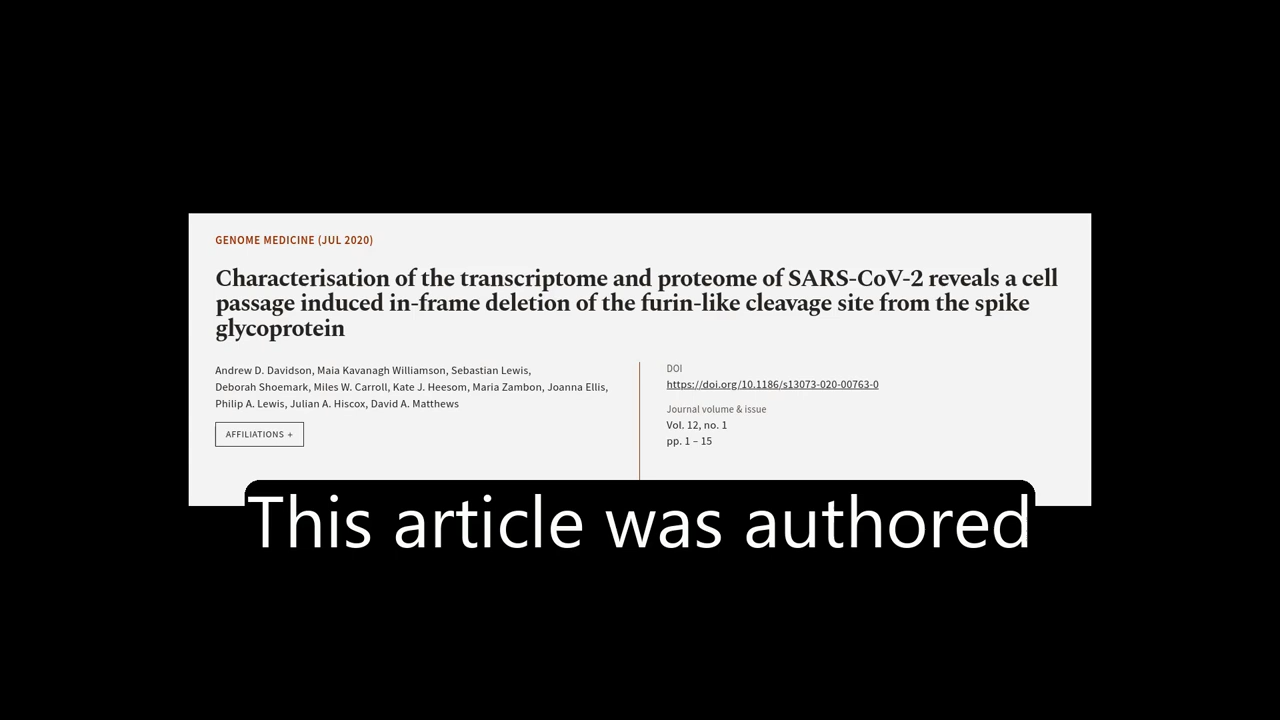 GENOME MEDICINE (JUL 2020)
Characterisation of the transcriptome and proteome of SARS-CoV-2 reveals a cell
passage induced in-frame deletion of the furin-like cleavage site from the spike
glycoprotein
Andrew D. Davidson, Maia Kavanagh Williamson, Sebastian Lewis,
Deborah Shoemark, Miles W. Carroll, Kate J. Heesom, Maria Zambon, Joanna Ellis,
Philip A. Lewis, Julian A. Hiscox, David A. Matthews
AFFILIATIONS +
DOI
https://doi.org/10.1186/s13073-020-00763-0
Journal volume & issue
Vol. 12, no. 1
pp. 1 – 15
This article was authored